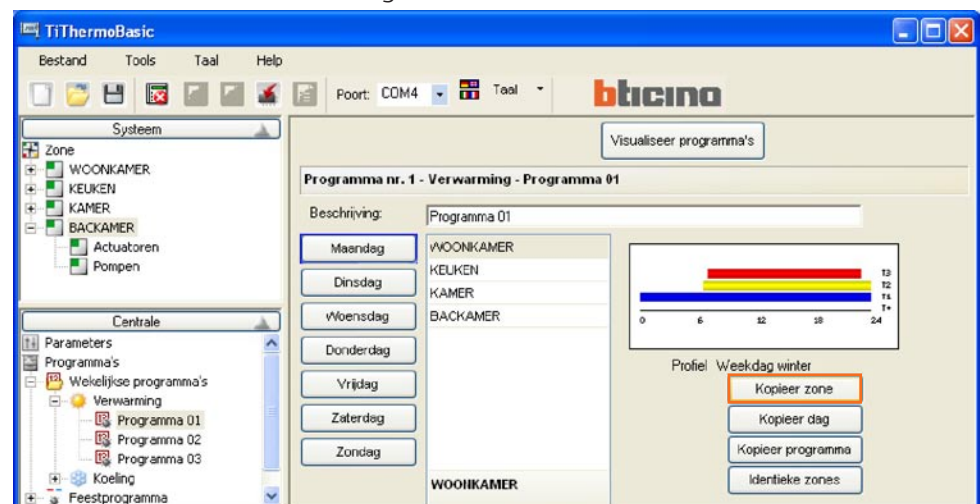 TiThermoBasic
Bestand Tools Taal Help
Poort: COM4 Taal bticino
Systeem
Zone
WOONKAMER
KEUKEN
KAMER
BACKAMER
Actuatoren
Pompen
Centrale
Parameters
Programma's
Wekelijkse programma's
Verwarming
Programma 01
Programma 02
Programma 03
Koeling
Feestprogramma
Visualiseer programma's
Programma nr. 1 - Verwarming - Programma 01
Beschrijving: Programma 01
Maandag
Dinsdag
Woensdag
Donderdag
Vrijdag
Zaterdag
Zondag
WOONKAMER
KEUKEN
KAMER
BACKAMER
WOONKAMER
T3
T2
T1
T*
0 6 12 18 24
Profiel Weekdag winter
Kopieer zone
Kopieer dag
Kopieer programma
Identieke zones